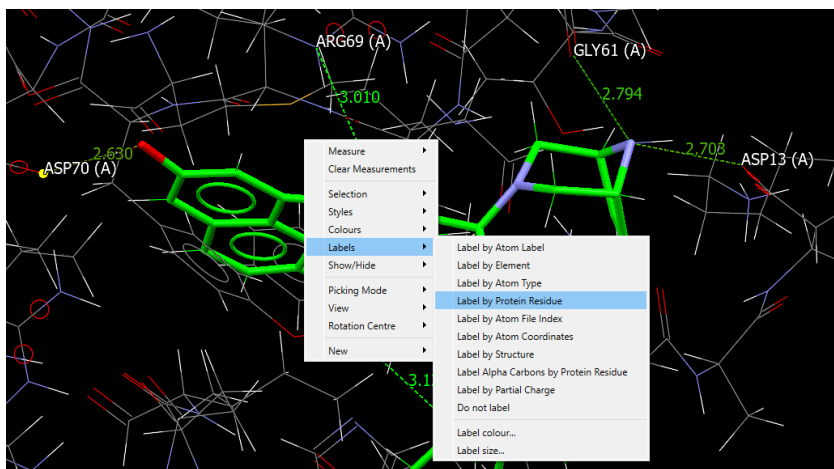 ARG69 (A)
GLY61 (A)
3.010
2.794
2.630
2.703
ASP70 (A)
ASP13 (A)
Measure
Clear Measurements
Selection
Styles
Colours
Labels
Show/Hide
Picking Mode
View
Rotation Centre
New
Label by Atom Label
Label by Element
Label by Atom Type
Label by Protein Residue
Label by Atom File Index
Label by Atom Coordinates
Label by Structure
Label Alpha Carbons by Protein Residue
Label by Partial Charge
Do not label
Label colour...
Label size...